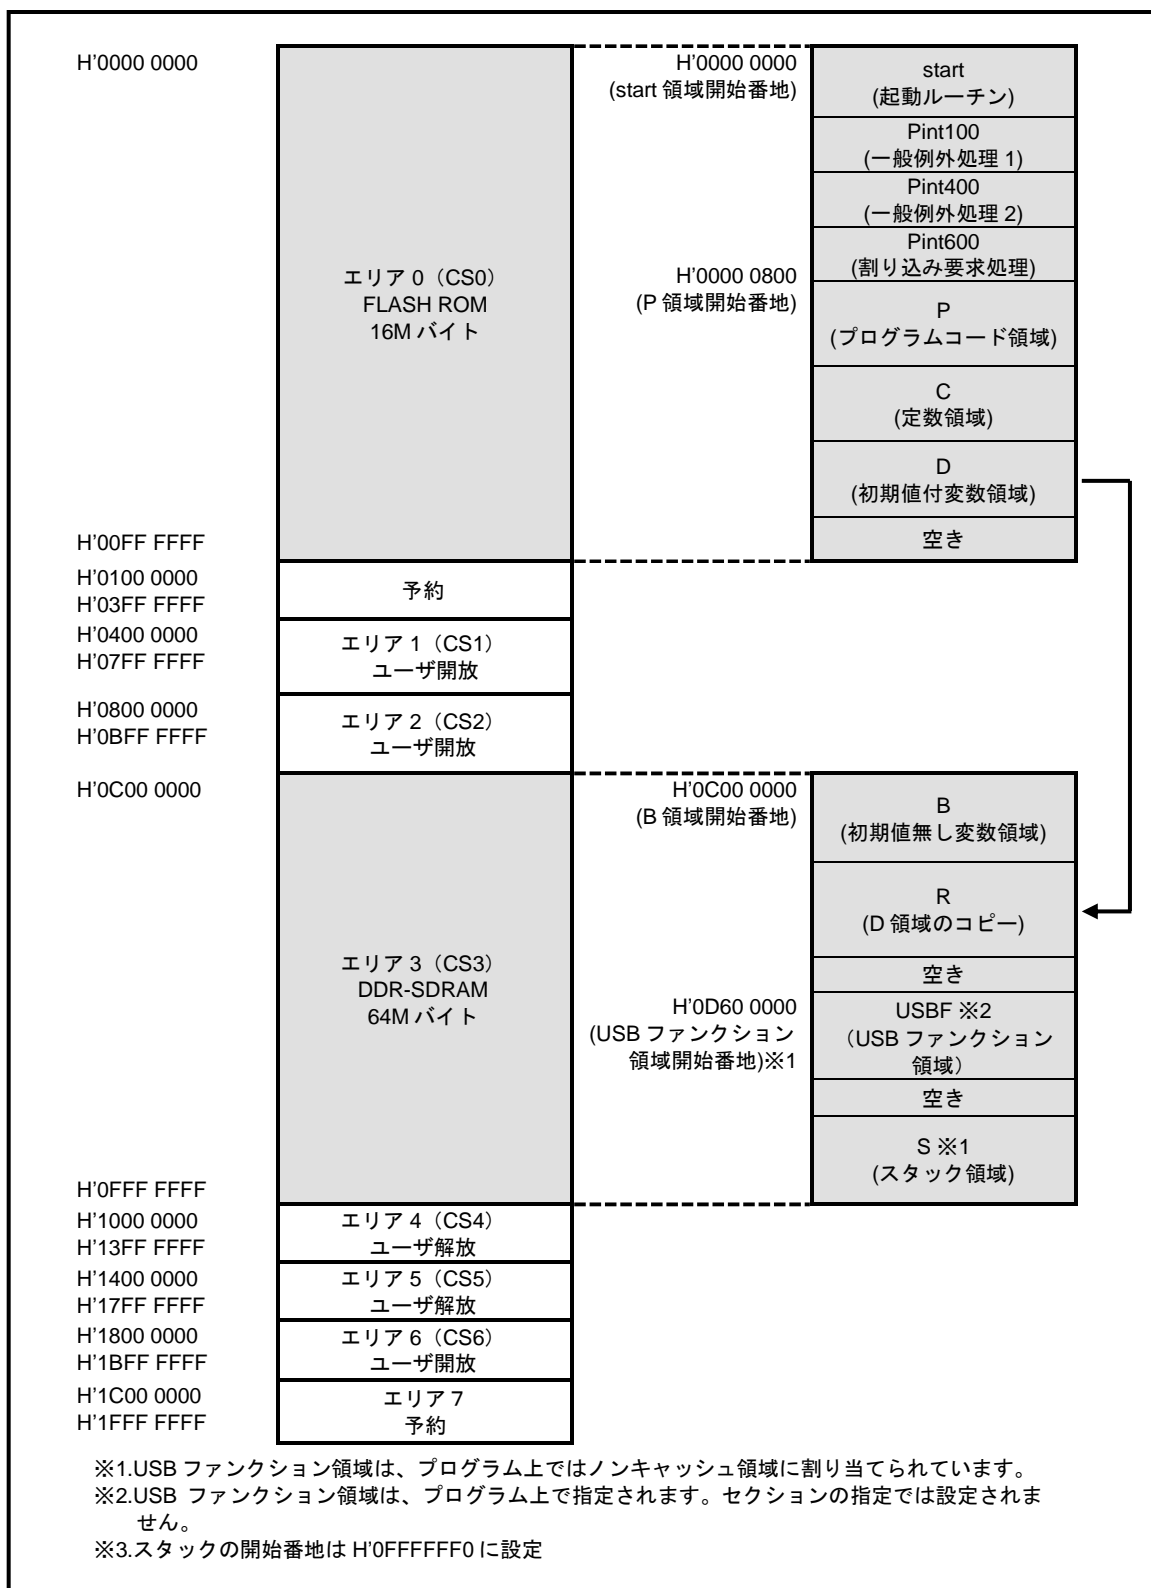 H'0000 0000
エリア 0（CS0）
FLASH ROM
16M バイト
H'00FF FFFF
H'0000 0000
(start 領域開始番地)
H'0000 0800
(P 領域開始番地)
start
(起動ルーチン)
Pint100
(一般例外処理 1)
Pint400
(一般例外処理 2)
Pint600
(割り込み要求処理)
P
(プログラムコード領域)
C
(定数領域)
D
(初期値付変数領域)
空き
H'0100 0000
H'03FF FFFF
予約
H'0400 0000
H'07FF FFFF
エリア 1（CS1）
ユーザ開放
H'0800 0000
H'0BFF FFFF
エリア 2（CS2）
ユーザ開放
H'0C00 0000
エリア 3（CS3）
DDR-SDRAM
64M バイト
H'0FFF FFFF
H'0C00 0000
(B 領域開始番地)
H'0D60 0000
(USB ファンクション
領域開始番地)※1
B
(初期値無し変数領域)
R
(D 領域のコピー)
空き
USBF ※2
（USB ファンクション
領域）
空き
S ※1
(スタック領域)
H'1000 0000
H'13FF FFFF
エリア 4（CS4）
ユーザ解放
H'1400 0000
H'17FF FFFF
エリア 5（CS5）
ユーザ解放
H'1800 0000
H'1BFF FFFF
エリア 6（CS6）
ユーザ開放
H'1C00 0000
H'1FFF FFFF
エリア 7
予約
※1.USB ファンクション領域は、プログラム上ではノンキャッシュ領域に割り当てられています。
※2.USB ファンクション領域は、プログラム上で指定されます。セクションの指定では設定されま
せん。
※3.スタックの開始番地は H'0FFFFFF0 に設定